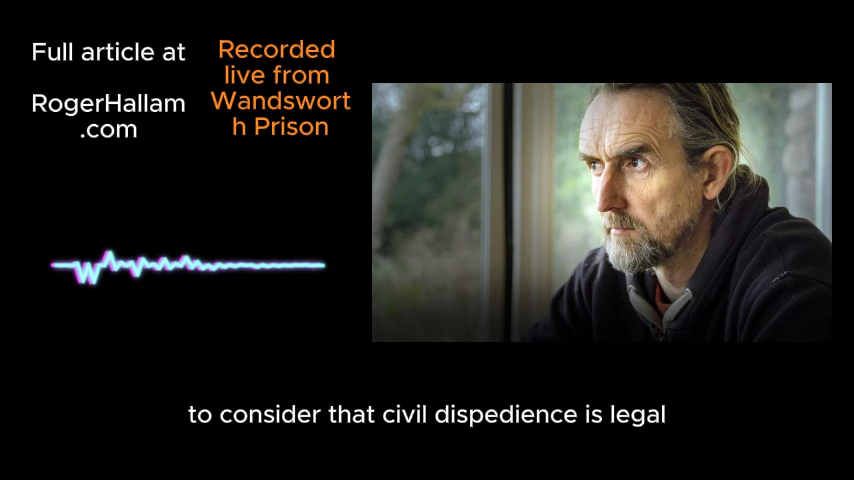 Full article at
RogerHallam
.com
Recorded
live from
Wandswort
h Prison
to consider that civil dispedience is legal